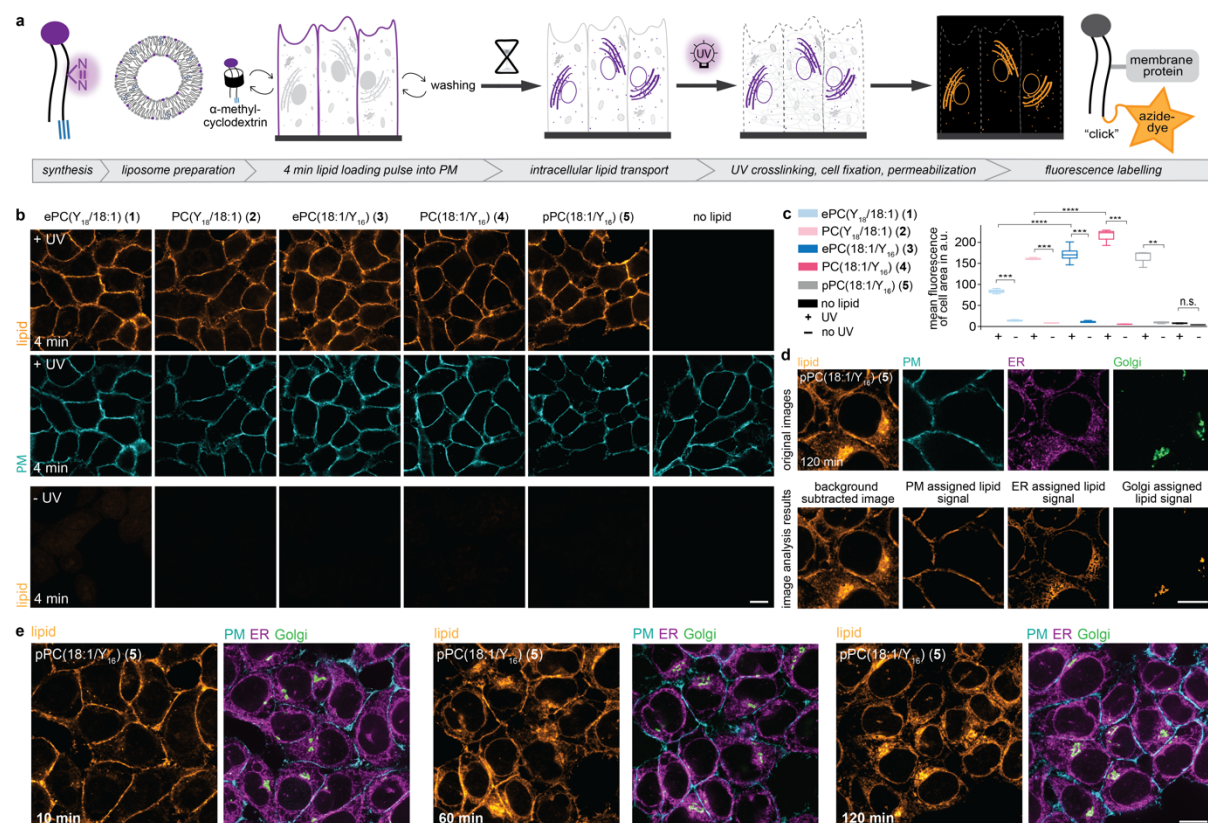 a
N=N
α-methyl-
cyclodextrin
washing
UV
membrane
protein
"click"
azide-
dye
synthesis
liposome preparation
4 min lipid loading pulse into PM
intracellular lipid transport
UV crosslinking, cell fixation, permeabilization
fluorescence labelling
b
ePC(Y₁₈/18:1) (1) PC(Y₁₈/18:1) (2) ePC(18:1/Y₁₆) (3) PC(18:1/Y₁₆) (4) pPC(18:1/Y₁₆) (5) no lipid
+ UV
lipid
4 min
+ UV
PM
4 min
- UV
lipid
4 min
c
ePC(Y₁₈/18:1) (1)
PC(Y₁₈/18:1) (2)
ePC(18:1/Y₁₆) (3)
PC(18:1/Y₁₆) (4)
pPC(18:1/Y₁₆) (5)
no lipid
+ UV
− no UV
mean fluorescence
of cell area in a.u.
200
150
100
50
0
**** ****
*** *** *** *** ** n.s.
+ - + - + - + - + - + -
d
lipid PM ER Golgi
pPC(18:1/Y₁₆) (5)
original images
120 min
background
subtracted image
PM assigned lipid
signal
ER assigned lipid
signal
Golgi assigned
lipid signal
image analysis results
e
lipid PM ER Golgi lipid PM ER Golgi lipid PM ER Golgi
pPC(18:1/Y₁₆) (5) pPC(18:1/Y₁₆) (5) pPC(18:1/Y₁₆) (5)
10 min 60 min 120 min